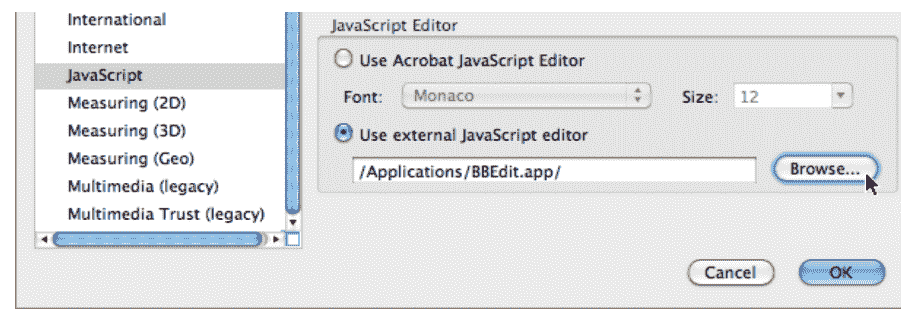 International
Internet
JavaScript
Measuring (2D)
Measuring (3D)
Measuring (Geo)
Multimedia (legacy)
Multimedia Trust (legacy)
JavaScript Editor
Use Acrobat JavaScript Editor
Font: Monaco Size: 12
Use external JavaScript editor
/Applications/BBEdit.app/ Browse...
Cancel OK